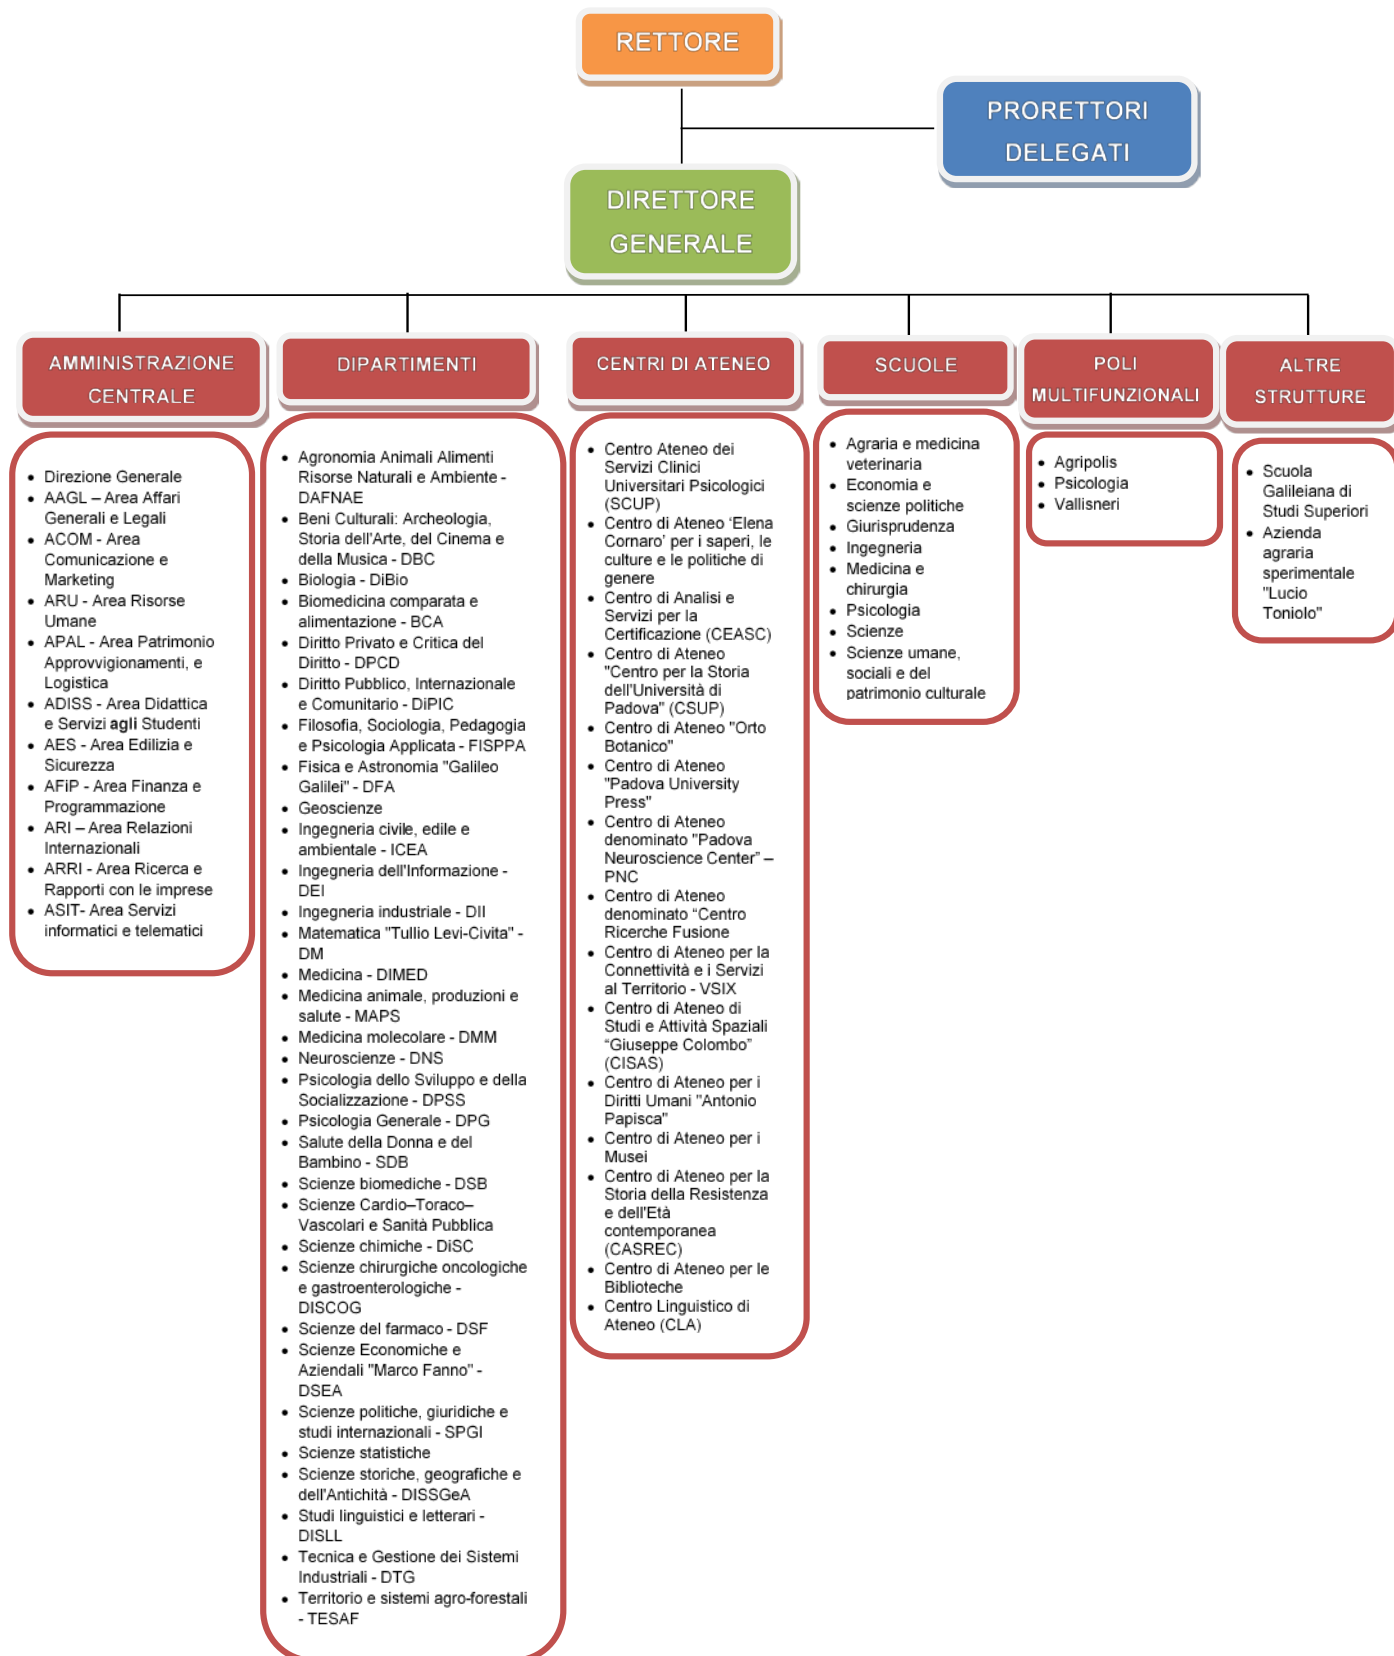 RETTORE
PRORETTORI
DELEGATI
DIRETTORE
GENERALE
AMMINISTRAZIONE
CENTRALE
• Direzione Generale
• AAGL – Area Affari
Generali e Legali
• ACOM - Area
Comunicazione e
Marketing
• ARU - Area Risorse
Umane
• APAL - Area Patrimonio
Approvvigionamenti, e
Logistica
• ADISS - Area Didattica
e Servizi agli Studenti
• AES - Area Edilizia e
Sicurezza
• AFiP - Area Finanza e
Programmazione
• ARI – Area Relazioni
Internazionali
• ARRI - Area Ricerca e
Rapporti con le imprese
• ASIT- Area Servizi
informatici e telematici
DIPARTIMENTI
• Agronomia Animali Alimenti
Risorse Naturali e Ambiente -
DAFNAE
• Beni Culturali: Archeologia,
Storia dell'Arte, del Cinema e
della Musica - DBC
• Biologia - DiBio
• Biomedicina comparata e
alimentazione - BCA
• Diritto Privato e Critica del
Diritto - DPCD
• Diritto Pubblico, Internazionale
e Comunitario - DiPIC
• Filosofia, Sociologia, Pedagogia
e Psicologia Applicata - FISPPA
• Fisica e Astronomia "Galileo
Galilei" - DFA
• Geoscienze
• Ingegneria civile, edile e
ambientale - ICEA
• Ingegneria dell'Informazione -
DEI
• Ingegneria industriale - DII
• Matematica "Tullio Levi-Civita" -
DM
• Medicina - DIMED
• Medicina animale, produzioni e
salute - MAPS
• Medicina molecolare - DMM
• Neuroscienze - DNS
• Psicologia dello Sviluppo e della
Socializzazione - DPSS
• Psicologia Generale - DPG
• Salute della Donna e del
Bambino - SDB
• Scienze biomediche - DSB
• Scienze Cardio–Toraco–
Vascolari e Sanità Pubblica
• Scienze chimiche - DiSC
• Scienze chirurgiche oncologiche
e gastroenterologiche -
DISCOG
• Scienze del farmaco - DSF
• Scienze Economiche e
Aziendali "Marco Fanno" -
DSEA
• Scienze politiche, giuridiche e
studi internazionali - SPGI
• Scienze statistiche
• Scienze storiche, geografiche e
dell'Antichità - DISSGeA
• Studi linguistici e letterari -
DISLL
• Tecnica e Gestione dei Sistemi
Industriali - DTG
• Territorio e sistemi agro-forestali
- TESAF
CENTRI DI ATENEO
• Centro Ateneo dei
Servizi Clinici
Universitari Psicologici
(SCUP)
• Centro di Ateneo ‘Elena
Cornaro’ per i saperi, le
culture e le politiche di
genere
• Centro di Analisi e
Servizi per la
Certificazione (CEASC)
• Centro di Ateneo
"Centro per la Storia
dell'Università di
Padova" (CSUP)
• Centro di Ateneo "Orto
Botanico"
• Centro di Ateneo
"Padova University
Press"
• Centro di Ateneo
denominato "Padova
Neuroscience Center” –
PNC
• Centro di Ateneo
denominato “Centro
Ricerche Fusione
• Centro di Ateneo per la
Connettività e i Servizi
al Territorio - VSIX
• Centro di Ateneo di
Studi e Attività Spaziali
“Giuseppe Colombo”
(CISAS)
• Centro di Ateneo per i
Diritti Umani "Antonio
Papisca"
• Centro di Ateneo per i
Musei
• Centro di Ateneo per la
Storia della Resistenza
e dell'Età
contemporanea
(CASREC)
• Centro di Ateneo per le
Biblioteche
• Centro Linguistico di
Ateneo (CLA)
SCUOLE
• Agraria e medicina
veterinaria
• Economia e
scienze politiche
• Giurisprudenza
• Ingegneria
• Medicina e
chirurgia
• Psicologia
• Scienze
• Scienze umane,
sociali e del
patrimonio culturale
POLI
MULTIFUNZIONALI
• Agripolis
• Psicologia
• Vallisneri
ALTRE
STRUTTURE
• Scuola
Galileiana di
Studi Superiori
• Azienda
agraria
sperimentale
"Lucio
Toniolo"